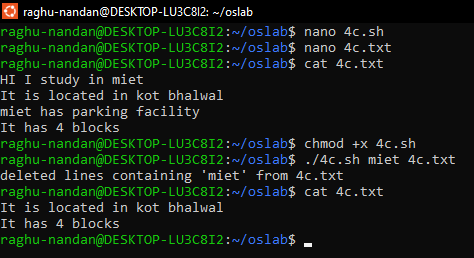 raghu-nandan@DESKTOP-LU3C8I2: ~/oslab
raghu-nandan@DESKTOP-LU3C8I2:~/oslab$ nano 4c.sh
raghu-nandan@DESKTOP-LU3C8I2:~/oslab$ nano 4c.txt
raghu-nandan@DESKTOP-LU3C8I2:~/oslab$ cat 4c.txt
HI I study in miet
It is located in kot bhalwal
miet has parking facility
It has 4 blocks
raghu-nandan@DESKTOP-LU3C8I2:~/oslab$ chmod +x 4c.sh
raghu-nandan@DESKTOP-LU3C8I2:~/oslab$ ./4c.sh miet 4c.txt
deleted lines containing 'miet' from 4c.txt
raghu-nandan@DESKTOP-LU3C8I2:~/oslab$ cat 4c.txt
It is located in kot bhalwal
It has 4 blocks
raghu-nandan@DESKTOP-LU3C8I2:~/oslab$